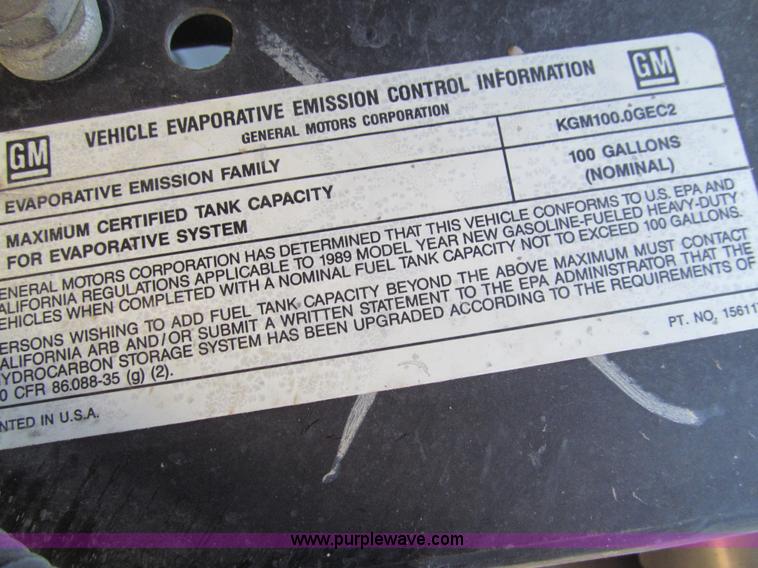 GM
VEHICLE EVAPORATIVE EMISSION CONTROL INFORMATION
GENERAL MOTORS CORPORATION
GM
EVAPORATIVE EMISSION FAMILY
KGM100.0GEC2
MAXIMUM CERTIFIED TANK CAPACITY
FOR EVAPORATIVE SYSTEM
100 GALLONS
(NOMINAL)
ENERAL MOTORS CORPORATION HAS DETERMINED THAT THIS VEHICLE CONFORMS TO U.S. EPA AND
ALIFORNIA REGULATIONS APPLICABLE TO 1989 MODEL YEAR NEW GASOLINE-FUELED HEAVY-DUTY
EHICLES WHEN COMPLETED WITH A NOMINAL FUEL TANK CAPACITY NOT TO EXCEED 100 GALLONS.
ERSONS WISHING TO ADD FUEL TANK CAPACITY BEYOND THE ABOVE MAXIMUM MUST CONTACT
ALIFORNIA ARB AND/OR SUBMIT A WRITTEN STATEMENT TO THE EPA ADMINISTRATOR THAT THE
YDROCARBON STORAGE SYSTEM HAS BEEN UPGRADED ACCORDING TO THE REQUIREMENTS OF
0 CFR 86.088-35 (g) (2).
NTED IN U.S.A.
PT. NO. 15611
www.purplewave.com